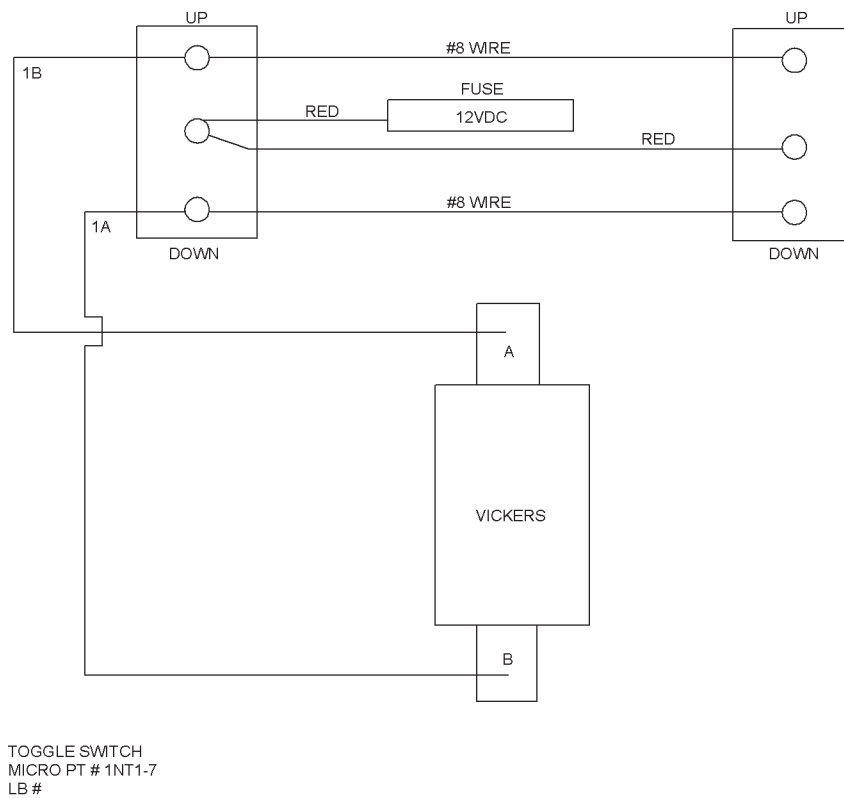 UP
UP
1B
#8 WIRE
FUSE
RED
12VDC
RED
1A
#8 WIRE
DOWN
DOWN
A
VICKERS
B
TOGGLE SWITCH
MICRO PT # 1NT1-7
LB #